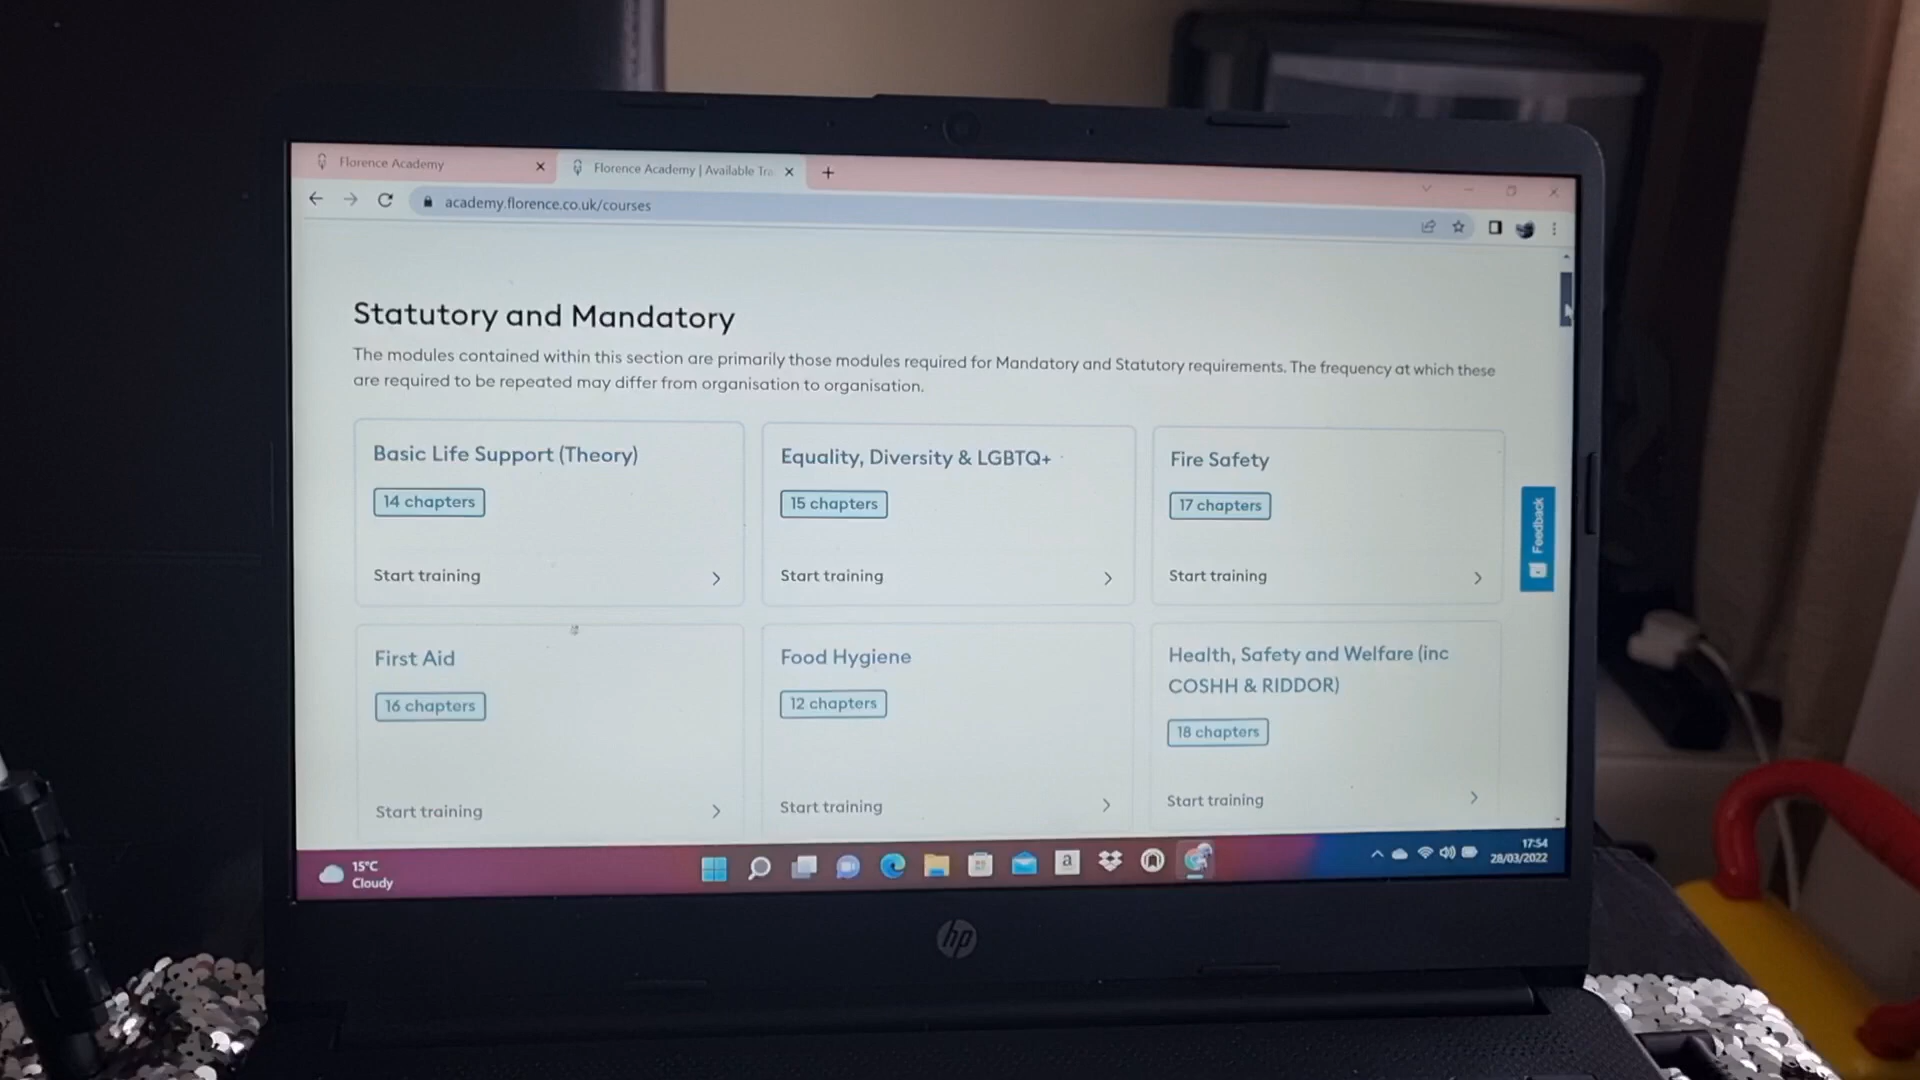 Florence Academy
Florence Academy | Available Tra
academy.florence.co.uk/courses
Statutory and Mandatory
The modules contained within this section are primarily those modules required for Mandatory and Statutory requirements. The frequency at which these
are required to be repeated may differ from organisation to organisation.
Basic Life Support (Theory)
14 chapters
Start training
Equality, Diversity & LGBTQ+
15 chapters
Start training
Fire Safety
17 chapters
Start training
Feedback
First Aid
16 chapters
Start training
Food Hygiene
12 chapters
Start training
Health, Safety and Welfare (inc
COSHH & RIDDOR)
18 chapters
Start training
15°C
Cloudy
a
17:54
28/03/2022
hp